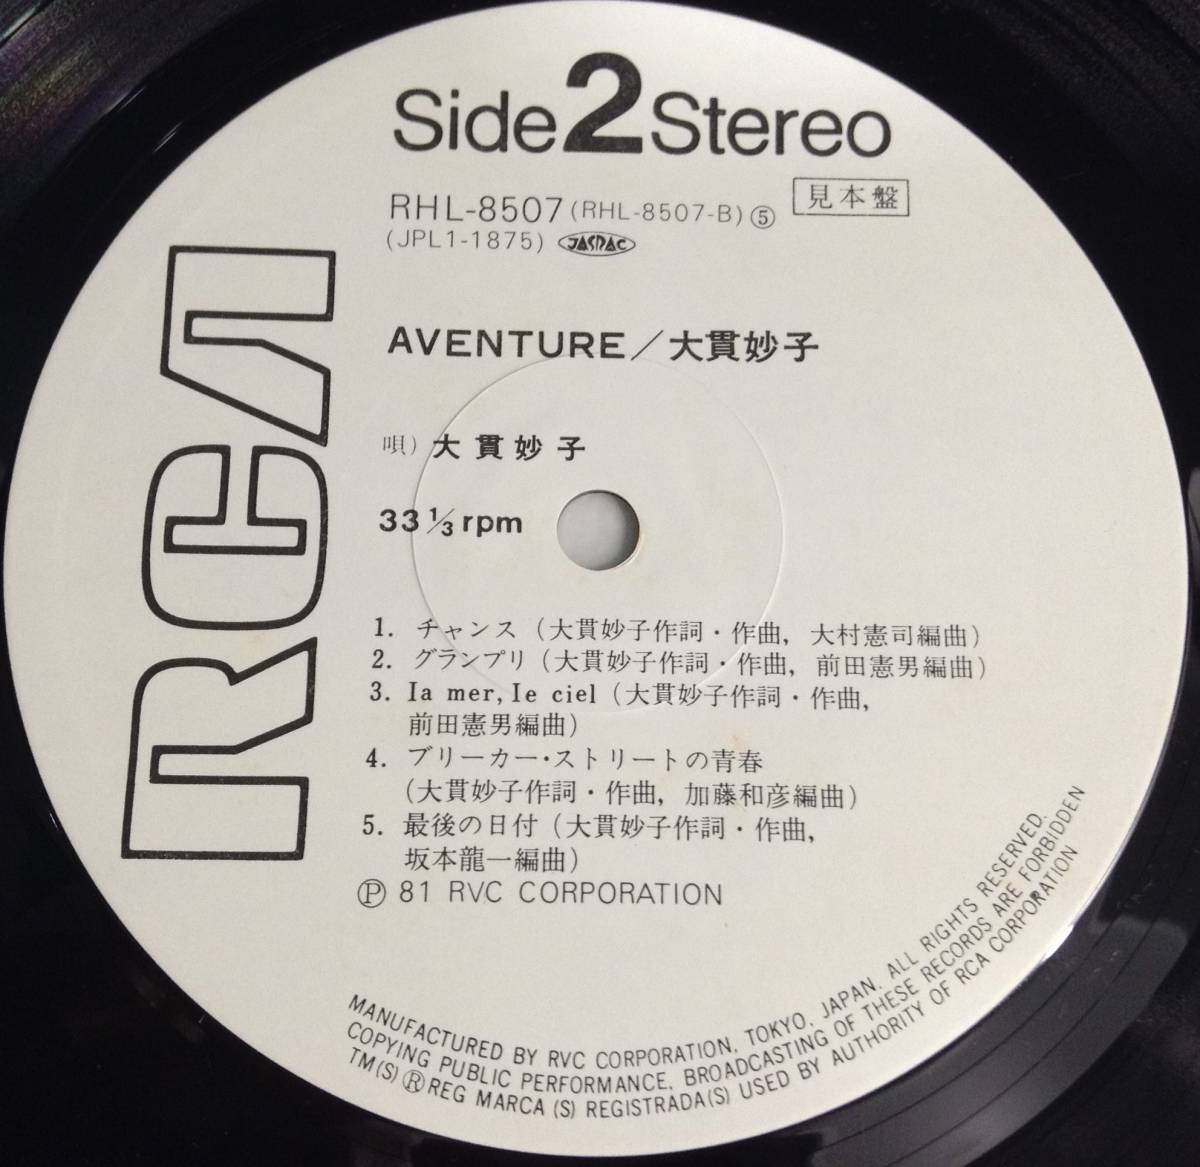 Side 2 Stereo
RHL-8507 (RHL-8507-B) ⑤ 見本盤
(JPL1-1875) JASRAC
RCA
AVENTURE／大貫妙子
唄）大貫妙子
33 ⅓ rpm
1. チャンス（大貫妙子作詞・作曲, 大村憲司編曲）
2. グランプリ（大貫妙子作詞・作曲, 前田憲男編曲）
3. Ia mer, Ie ciel（大貫妙子作詞・作曲,
前田憲男編曲）
4. ブリーカー・ストリートの青春
（大貫妙子作詞・作曲, 加藤和彦編曲）
5. 最後の日付（大貫妙子作詞・作曲,
坂本龍一編曲）
Ⓟ 81 RVC CORPORATION
MANUFACTURED BY RVC CORPORATION, TOKYO, JAPAN. ALL RIGHTS RESERVED.
COPYING PUBLIC PERFORMANCE, BROADCASTING OF THESE RECORDS ARE FORBIDDEN
TM(S) ® REG MARCA (S) REGISTRADA(S) USED BY AUTHORITY OF RCA CORPORATION